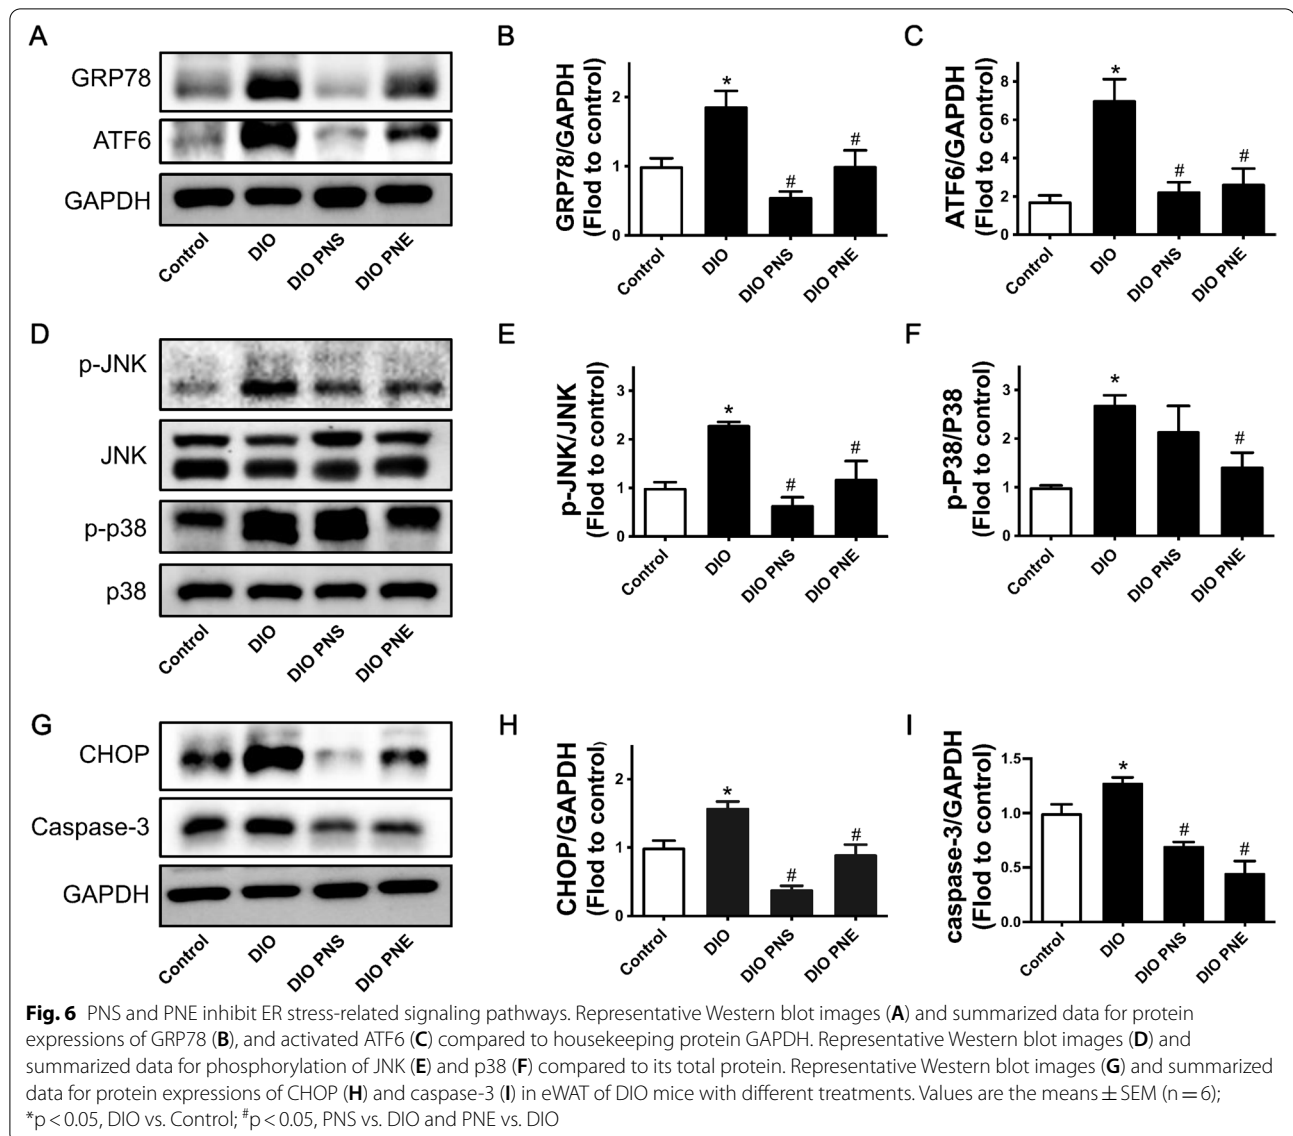 A
GRP78
ATF6
GAPDH
Control
DIO
DIO PNS
DIO PNE
B
GRP78/GAPDH
(Flod to control)
2
1
0
*
#
#
Control
DIO
DIO PNS
DIO PNE
C
ATF6/GAPDH
(Flod to control)
8
6
4
2
0
*
#
#
Control
DIO
DIO PNS
DIO PNE
D
p-JNK
JNK
p-p38
p38
Control
DIO
DIO PNS
DIO PNE
E
p-JNK/JNK
(Flod to control)
3
2
1
0
*
#
#
Control
DIO
DIO PNS
DIO PNE
F
p-P38/P38
(Flod to control)
3
2
1
0
*
#
Control
DIO
DIO PNS
DIO PNE
G
CHOP
Caspase-3
GAPDH
Control
DIO
DIO PNS
DIO PNE
H
CHOP/GAPDH
(Flod to control)
2
1
0
*
#
#
Control
DIO
DIO PNS
DIO PNE
I
caspase-3/GAPDH
(Flod to control)
1.5
1.0
0.5
0.0
*
#
#
Control
DIO
DIO PNS
DIO PNE
Fig. 6 PNS and PNE inhibit ER stress-related signaling pathways. Representative Western blot images (A) and summarized data for protein
expressions of GRP78 (B), and activated ATF6 (C) compared to housekeeping protein GAPDH. Representative Western blot images (D) and
summarized data for phosphorylation of JNK (E) and p38 (F) compared to its total protein. Representative Western blot images (G) and summarized
data for protein expressions of CHOP (H) and caspase-3 (I) in eWAT of DIO mice with different treatments. Values are the means ± SEM (n = 6);
*p < 0.05, DIO vs. Control; #p < 0.05, PNS vs. DIO and PNE vs. DIO